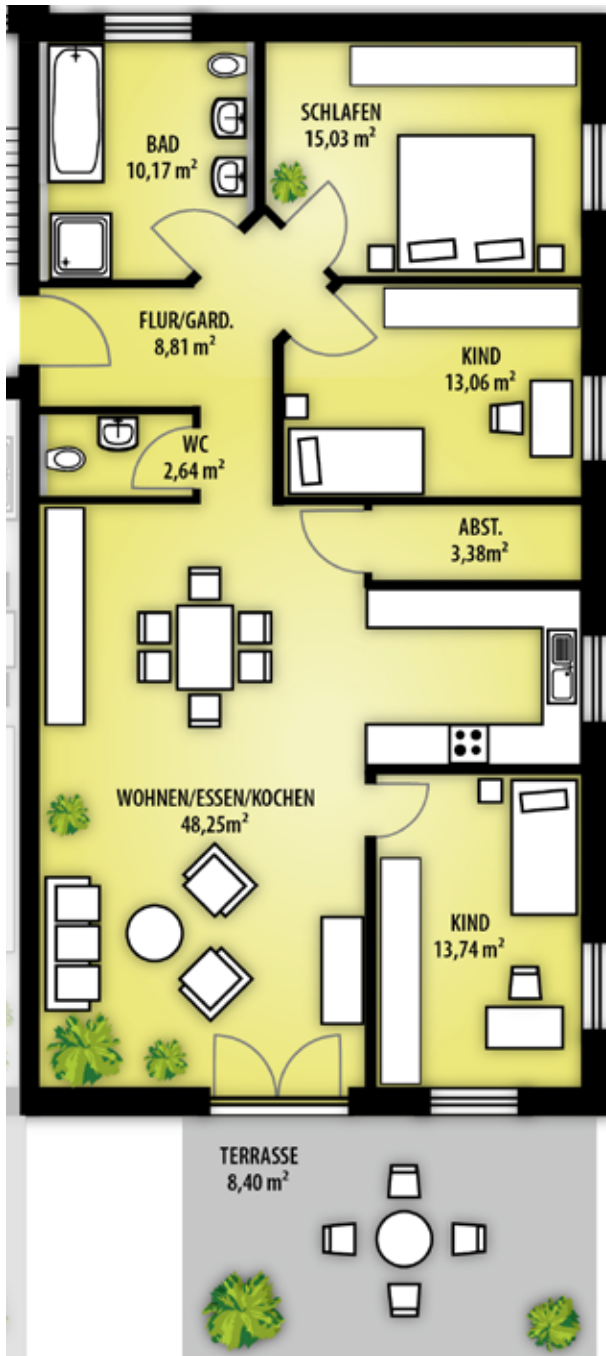 SCHLAFEN
15,03 m²
BAD
10,17 m²
FLUR/GARD.
8,81 m²
KIND
13,06 m²
WC
2,64 m²
ABST.
3,38m²
WOHNEN/ESSEN/KOCHEN
48,25m²
KIND
13,74 m²
TERRASSE
8,40 m²